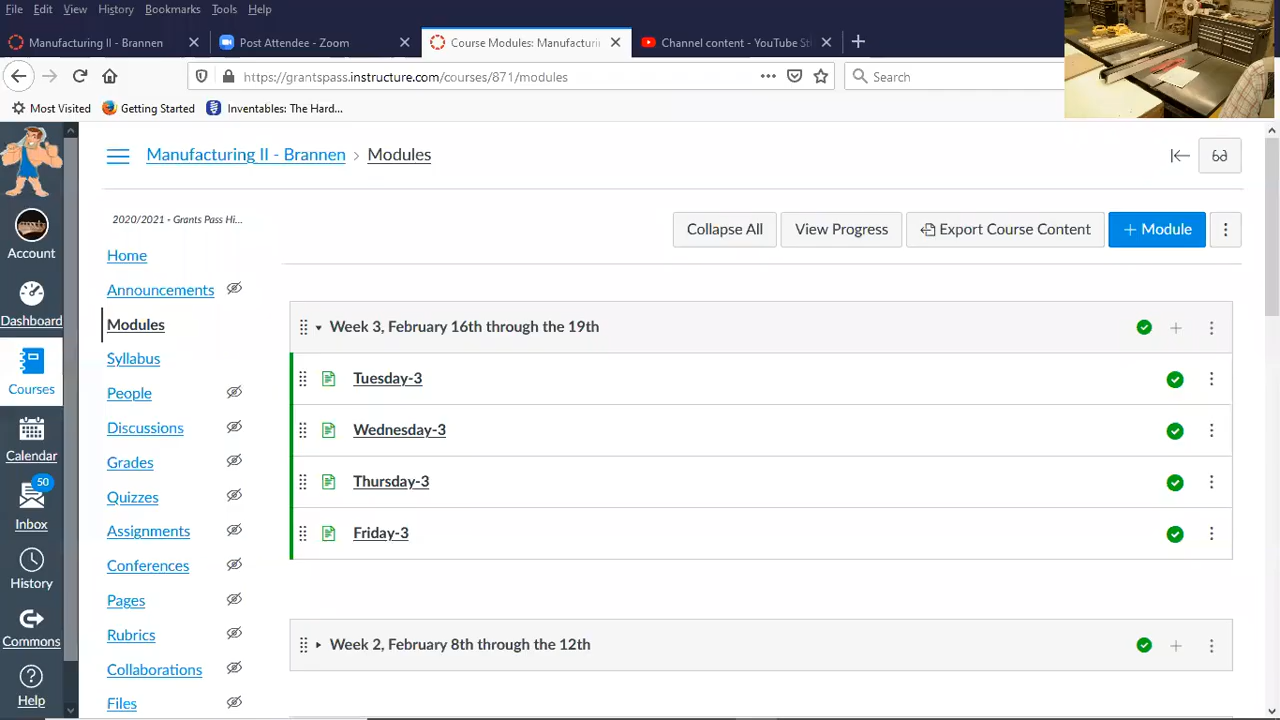 File Edit View History Bookmarks Tools Help
Manufacturing II - Brannen
Post Attendee - Zoom
Course Modules: Manufacturin
Channel content - YouTube St
https://grantspass.instructure.com/courses/871/modules
Search
Most Visited Getting Started Inventables: The Hard...
Manufacturing II - Brannen > Modules
2020/2021 - Grants Pass Hi...
Collapse All View Progress Export Course Content + Module
Account
Dashboard
Courses
Calendar
50
Inbox
History
Commons
Help
Home
Announcements
Modules
Syllabus
People
Discussions
Grades
Quizzes
Assignments
Conferences
Pages
Rubrics
Collaborations
Files
Week 3, February 16th through the 19th
Tuesday-3
Wednesday-3
Thursday-3
Friday-3
Week 2, February 8th through the 12th